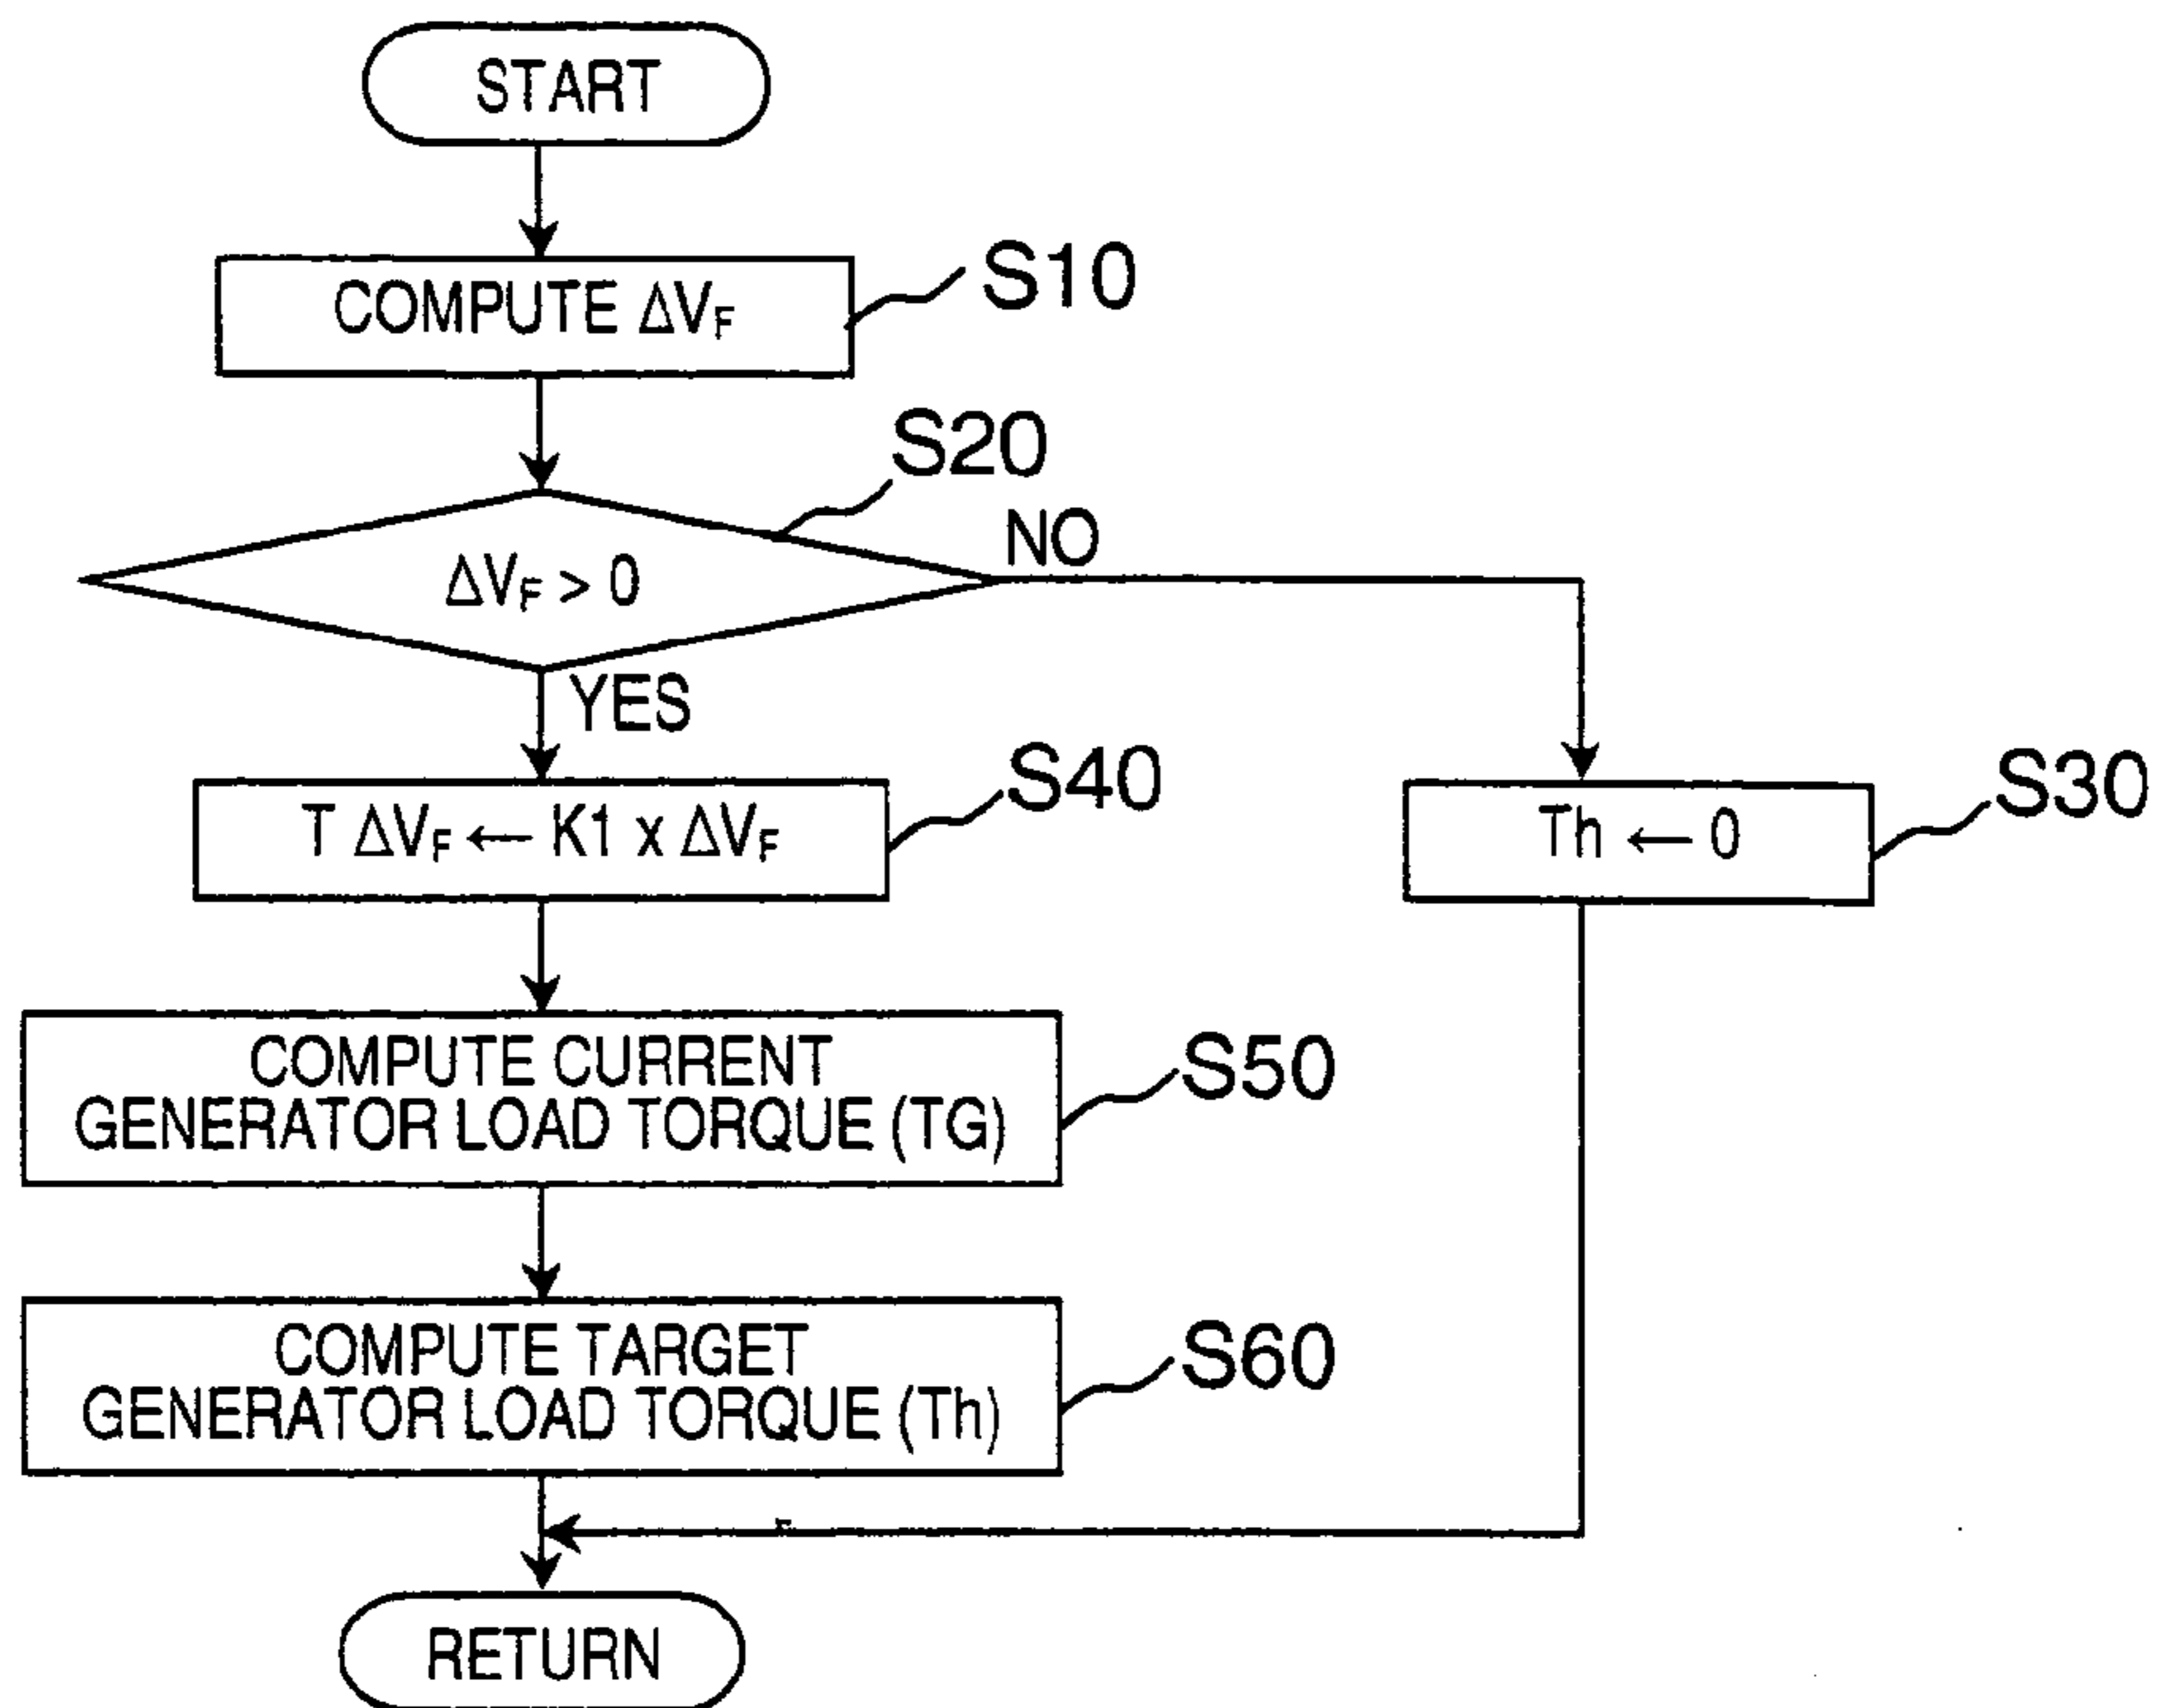 START
COMPUTE ΔVF
S10
S20
ΔVF > 0
NO
YES
T ΔVF ← K1 x ΔVF
S40
Th ← 0
S30
COMPUTE CURRENT
GENERATOR LOAD TORQUE (TG)
S50
COMPUTE TARGET
GENERATOR LOAD TORQUE (Th)
S60
RETURN